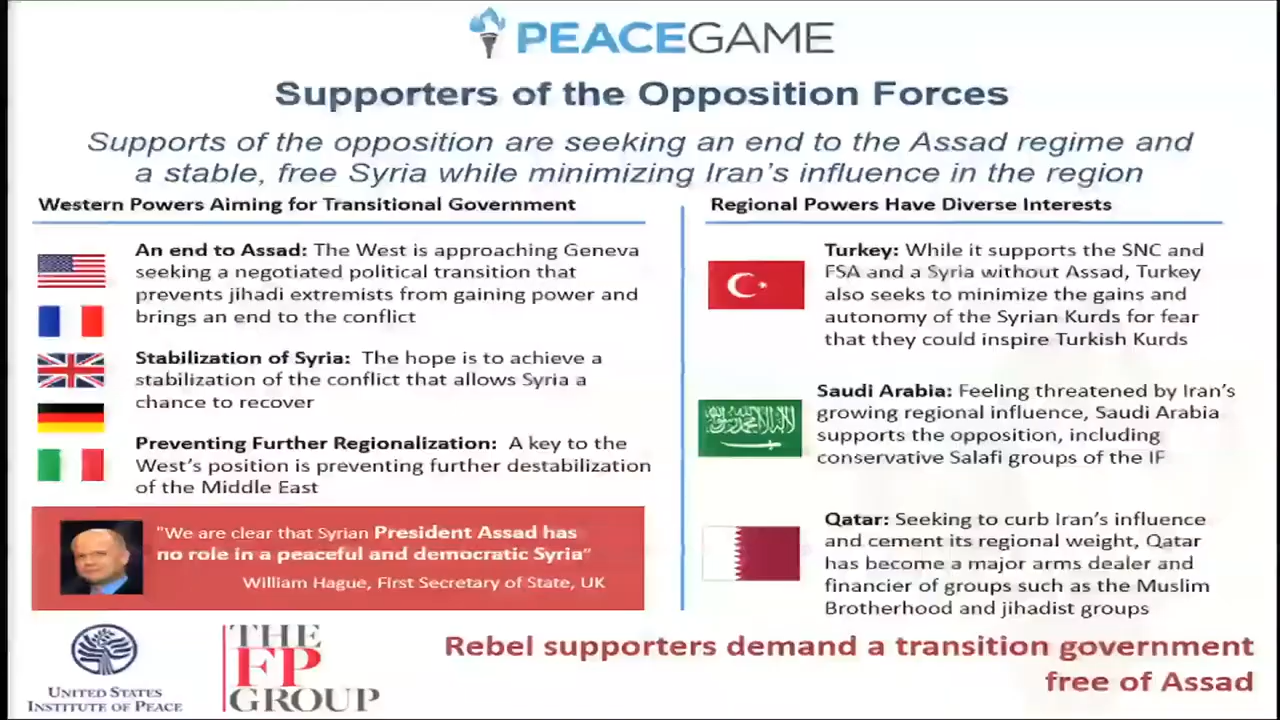 PEACEGAME
Supporters of the Opposition Forces
Supports of the opposition are seeking an end to the Assad regime and
a stable, free Syria while minimizing Iran's influence in the region
Western Powers Aiming for Transitional Government
An end to Assad: The West is approaching Geneva
seeking a negotiated political transition that
prevents jihadi extremists from gaining power and
brings an end to the conflict
Stabilization of Syria: The hope is to achieve a
stabilization of the conflict that allows Syria a
chance to recover
Preventing Further Regionalization: A key to the
West's position is preventing further destabilization
of the Middle East
"We are clear that Syrian President Assad has
no role in a peaceful and democratic Syria"
William Hague, First Secretary of State, UK
Regional Powers Have Diverse Interests
Turkey: While it supports the SNC and
FSA and a Syria without Assad, Turkey
also seeks to minimize the gains and
autonomy of the Syrian Kurds for fear
that they could inspire Turkish Kurds
Saudi Arabia: Feeling threatened by Iran's
growing regional influence, Saudi Arabia
supports the opposition, including
conservative Salafi groups of the IF
Qatar: Seeking to curb Iran's influence
and cement its regional weight, Qatar
has become a major arms dealer and
financier of groups such as the Muslim
Brotherhood and jihadist groups
UNITED STATES
INSTITUTE OF PEACE
THE
FP
GROUP
Rebel supporters demand a transition government
free of Assad